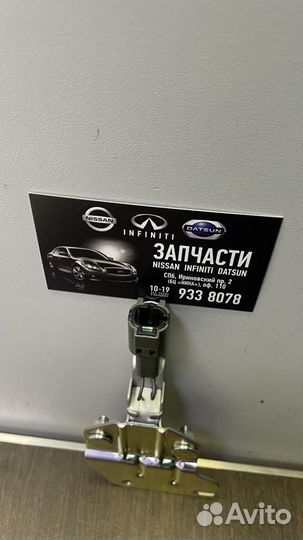 NISSAN
INFINITI
DATSUN
ЗАПЧАСТИ
NISSAN INFINITI DATSUN
СПб, Ириновский пр. 2
(БЦ «НИКА»), оф. 110
10-19
933 8078
Avito